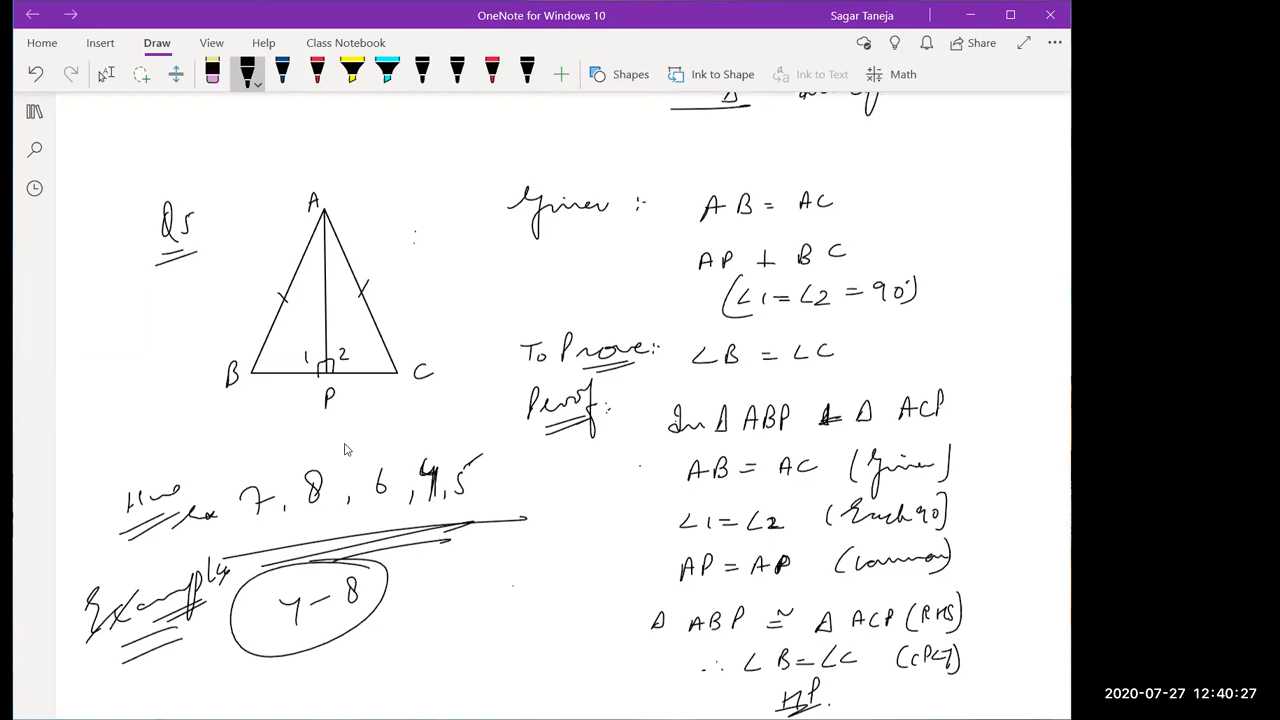 OneNote for Windows 10
Sagar Taneja
Home Insert Draw View Help Class Notebook
Share
Shapes Ink to Shape Ink to Text Math
Q5
A
B
C
P
1 2
Given :- AB = AC
AP ⊥ BC
(∠1 = ∠2 = 90°)
To Prove:- ∠B = ∠C
Proof:-
In Δ ABP & Δ ACP
AB = AC (Given)
∠1 = ∠2 (Each 90)
AP = AP (Common)
Δ ABP ≅ Δ ACP (RHS)
∴ ∠B = ∠C (CPCT)
HP.
7, 8, 6, 4, 5
Example
4 - 8
2020-07-27 12:40:27